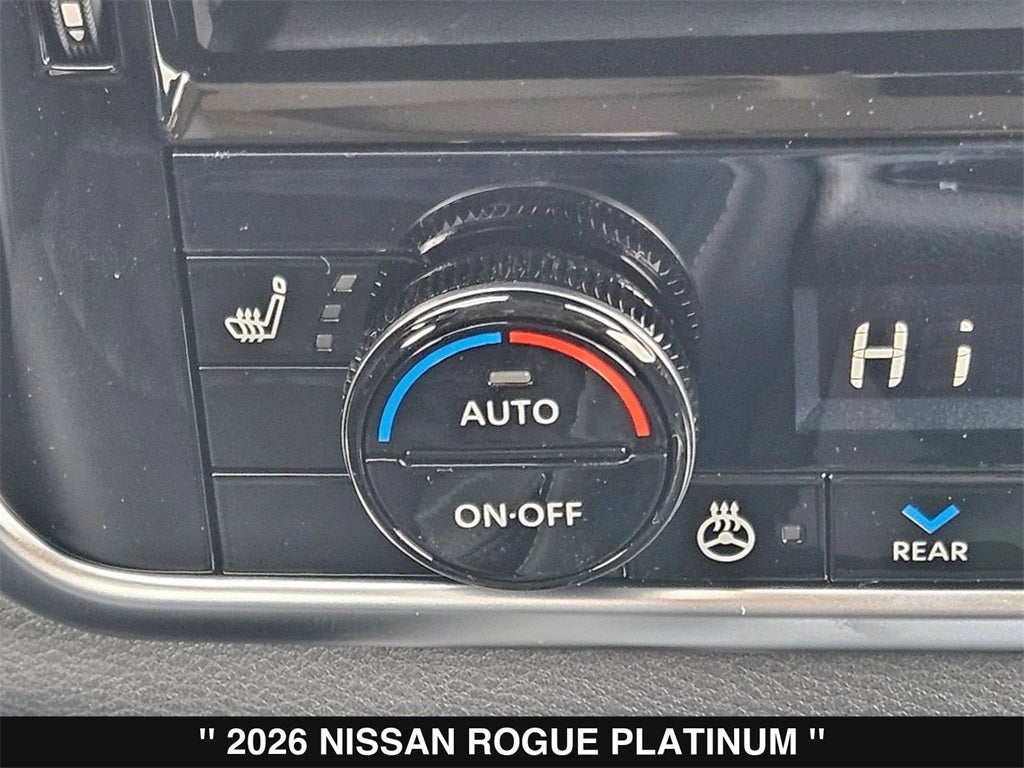 Hi
AUTO
ON·OFF
REAR
" 2026 NISSAN ROGUE PLATINUM "